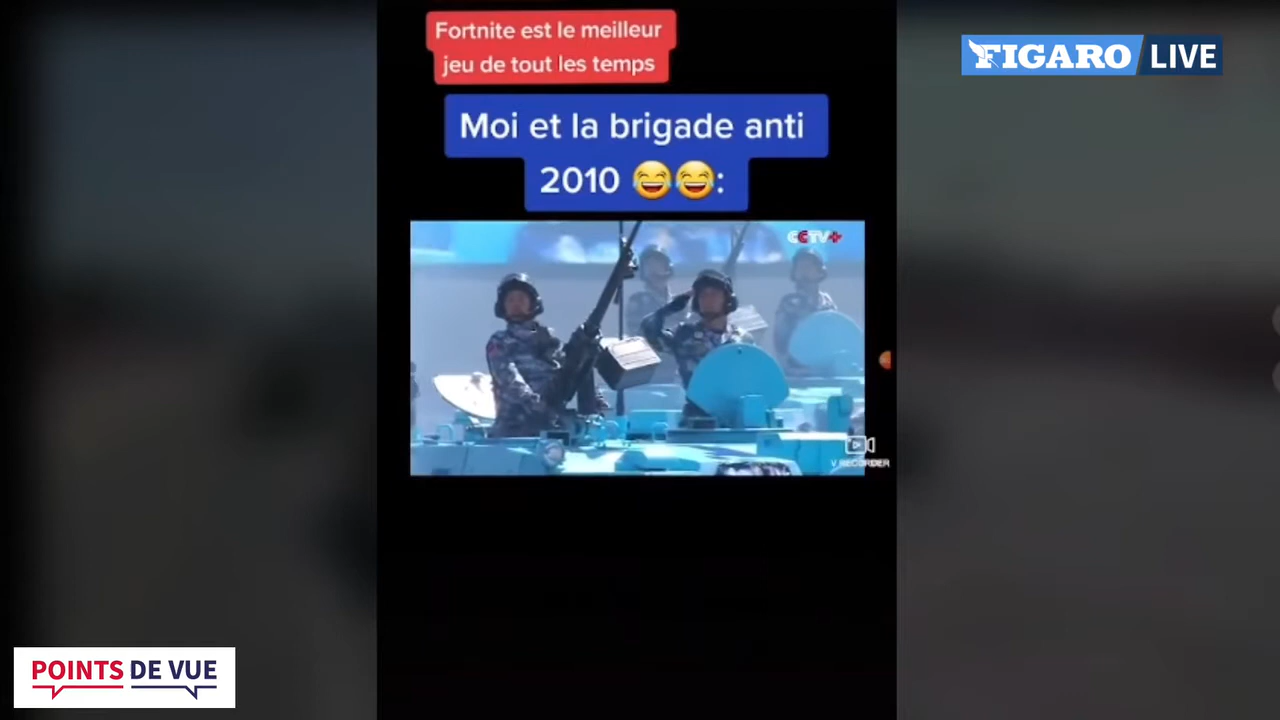 Fortnite est le meilleur
jeu de tout les temps
FIGARO LIVE
Moi et la brigade anti
2010 😂😂:
CCTV+
V RECORDER
POINTS DE VUE